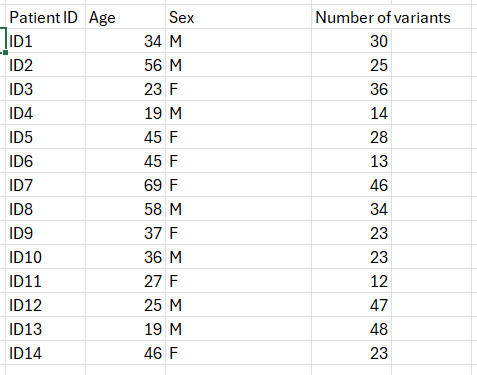 Patient ID Age Sex Number of variants
ID1 34 M 30
ID2 56 M 25
ID3 23 F 36
ID4 19 M 14
ID5 45 F 28
ID6 45 F 13
ID7 69 F 46
ID8 58 M 34
ID9 37 F 23
ID10 36 M 23
ID11 27 F 12
ID12 25 M 47
ID13 19 M 48
ID14 46 F 23